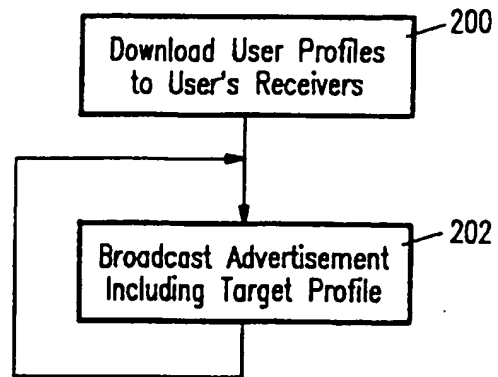 200
Download User Profiles
to User's Receivers
202
Broadcast Advertisement
Including Target Profile